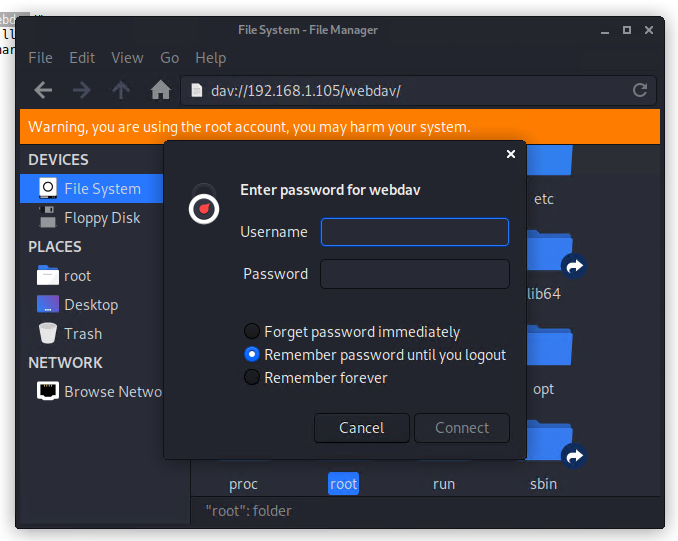 File System - File Manager
File Edit View Go Help
dav://192.168.1.105/webdav/
Warning, you are using the root account, you may harm your system.
DEVICES
File System
Floppy Disk
PLACES
root
Desktop
Trash
NETWORK
Browse Netwo
Enter password for webdav
Username
Password
Forget password immediately
Remember password until you logout
Remember forever
Cancel Connect
etc
lib64
opt
proc root run sbin
"root": folder